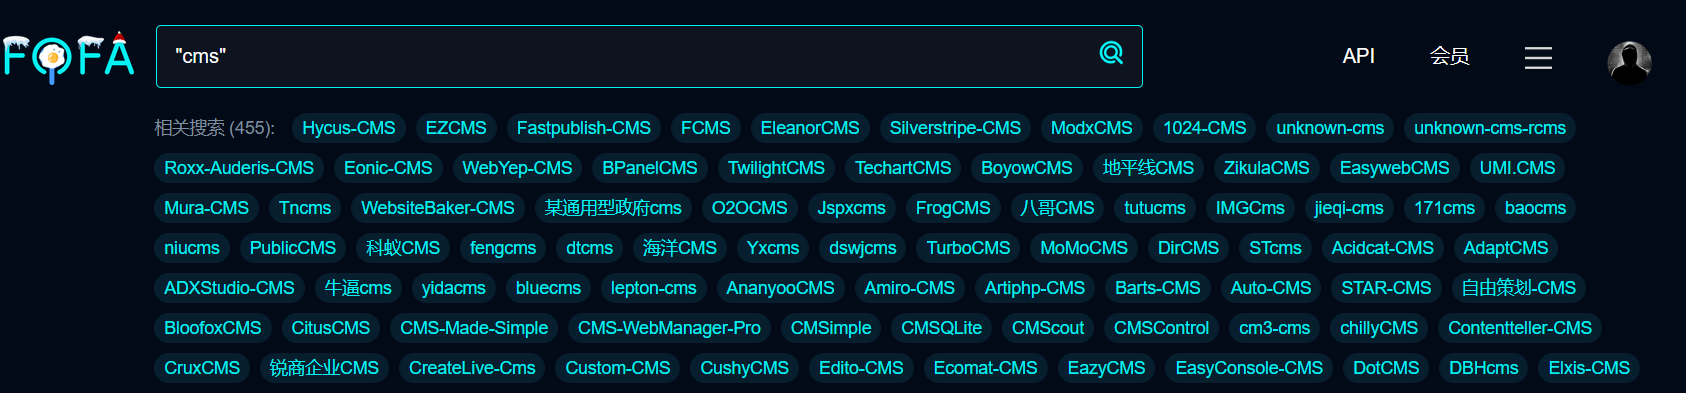 FOFA "cms" API 会员
相关搜索 (455): Hycus-CMS EZCMS Fastpublish-CMS FCMS EleanorCMS Silverstripe-CMS ModxCMS 1024-CMS unknown-cms unknown-cms-rcms
Roxx-Auderis-CMS Eonic-CMS WebYep-CMS BPanelCMS TwilightCMS TechartCMS BoyowCMS 地平线CMS ZikulaCMS EasywebCMS UMI.CMS
Mura-CMS Tncms WebsiteBaker-CMS 某通用型政府cms O2OCMS Jspxcms FrogCMS 八哥CMS tutucms IMGCms jieqi-cms 171cms baocms
niucms PublicCMS 科蚁CMS fengcms dtcms 海洋CMS Yxcms dswjcms TurboCMS MoMoCMS DirCMS STcms Acidcat-CMS AdaptCMS
ADXStudio-CMS 牛逼cms yidacms bluecms lepton-cms AnanyooCMS Amiro-CMS Artiphp-CMS Barts-CMS Auto-CMS STAR-CMS 自由策划-CMS
BloofoxCMS CitusCMS CMS-Made-Simple CMS-WebManager-Pro CMSimple CMSQLite CMScout CMSControl cm3-cms chillyCMS Contentteller-CMS
CruxCMS 锐商企业CMS CreateLive-Cms Custom-CMS CushyCMS Edito-CMS Ecomat-CMS EazyCMS EasyConsole-CMS DotCMS DBHcms Elxis-CMS